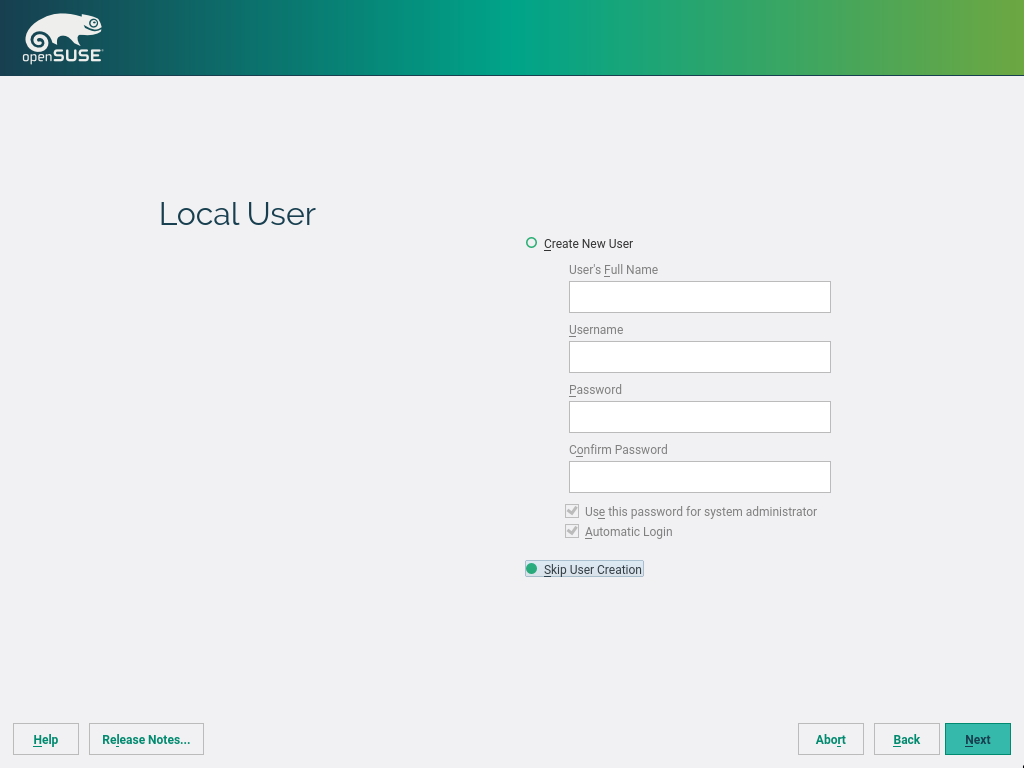 openSUSE
Local User
Create New User
User's Full Name
Username
Password
Confirm Password
Use this password for system administrator
Automatic Login
Skip User Creation
Help
Release Notes...
Abort
Back
Next